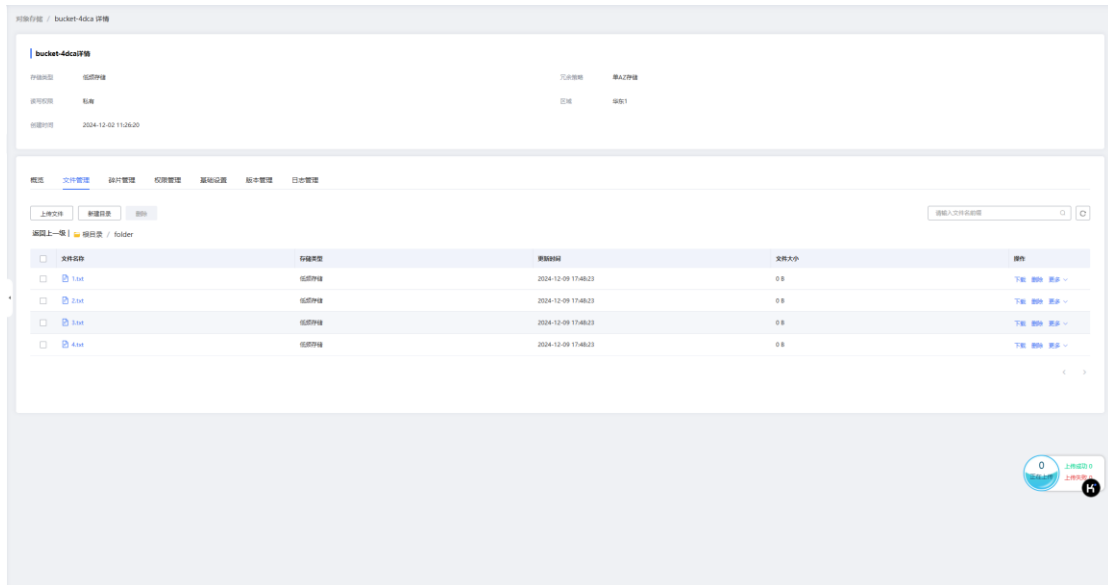 对象存储 / bucket-4dca 详情
bucket-4dca详情
存储类型 低频存储 冗余策略 单AZ存储
读写权限 私有 区域 华东1
创建时间 2024-12-02 11:26:20
概览 文件管理 碎片管理 权限管理 基础设置 版本管理 日志管理
上传文件 新建目录 删除 请输入文件名前缀
返回上一级 | 根目录 / folder
文件名称 存储类型 更新时间 文件大小 操作
1.txt 低频存储 2024-12-09 17:48:23 0 B 下载 删除 更多
2.txt 低频存储 2024-12-09 17:48:23 0 B 下载 删除 更多
3.txt 低频存储 2024-12-09 17:48:23 0 B 下载 删除 更多
4.txt 低频存储 2024-12-09 17:48:23 0 B 下载 删除 更多
0 上传成功 0
正在上传 上传失败 0